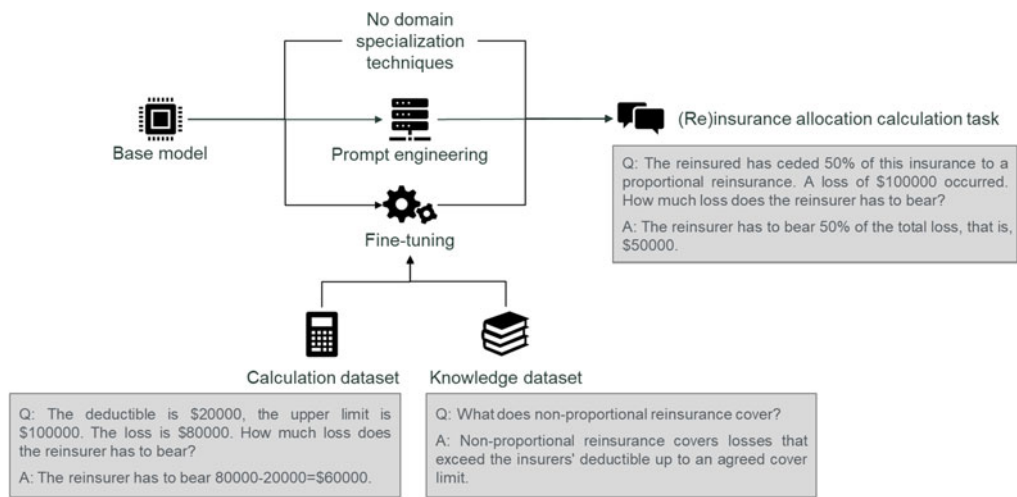 No domain
specialization
techniques
Base model
Prompt engineering
(Re)insurance allocation calculation task
Q: The reinsured has ceded 50% of this insurance to a
proportional reinsurance. A loss of $100000 occurred.
How much loss does the reinsurer has to bear?
A: The reinsurer has to bear 50% of the total loss, that is,
$50000.
Fine-tuning
Calculation dataset
Knowledge dataset
Q: The deductible is $20000, the upper limit is
$100000. The loss is $80000. How much loss does
the reinsurer has to bear?
A: The reinsurer has to bear 80000-20000=$60000.
Q: What does non-proportional reinsurance cover?
A: Non-proportional reinsurance covers losses that
exceed the insurers' deductible up to an agreed cover
limit.